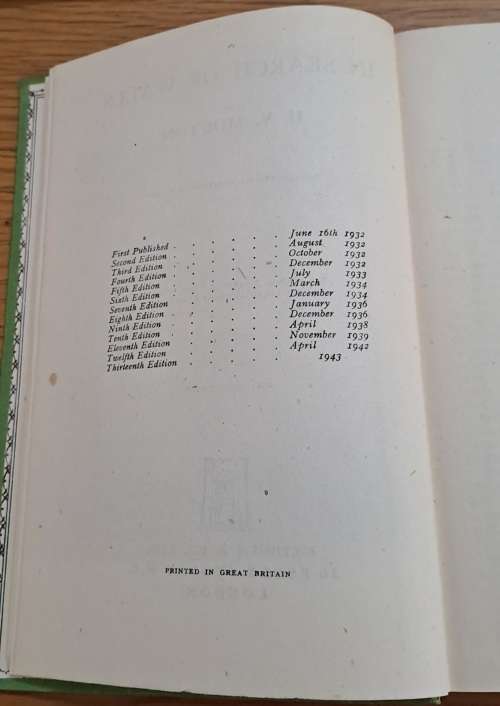 First Published . . . . . . June 16th 1932
Second Edition . . . . . . August 1932
Third Edition . . . . . . October 1932
Fourth Edition . . . . . . December 1932
Fifth Edition . . . . . . July 1933
Sixth Edition . . . . . . March 1934
Seventh Edition . . . . . . December 1934
Eighth Edition . . . . . . January 1936
Ninth Edition . . . . . . December 1936
Tenth Edition . . . . . . April 1938
Eleventh Edition . . . . . . November 1939
Twelfth Edition . . . . . . April 1942
Thirteenth Edition . . . . . . 1943
PRINTED IN GREAT BRITAIN